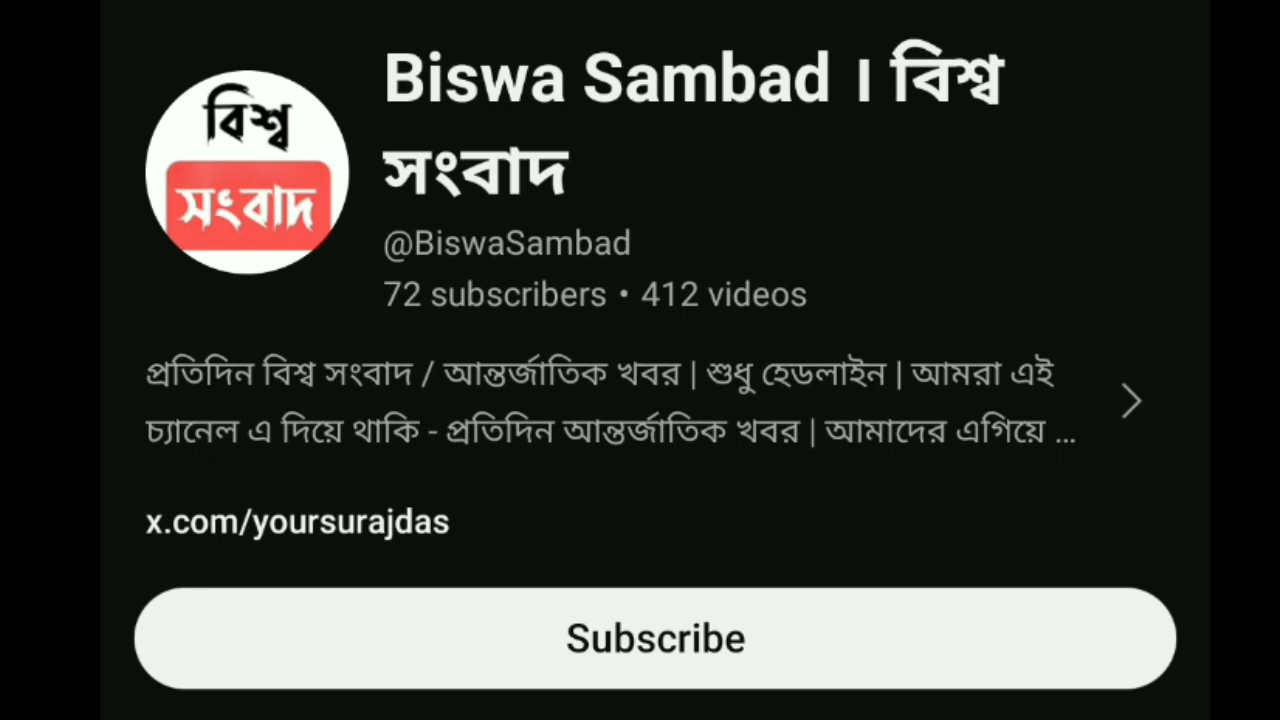 বিশ্ব
সংবাদ
Biswa Sambad । বিশ্ব
সংবাদ
@BiswaSambad
72 subscribers • 412 videos
প্রতিদিন বিশ্ব সংবাদ / আন্তর্জাতিক খবর | শুধু হেডলাইন | আমরা এই
চ্যানেল এ দিয়ে থাকি - প্রতিদিন আন্তর্জাতিক খবর | আমাদের এগিয়ে ...
x.com/yoursurajdas
Subscribe